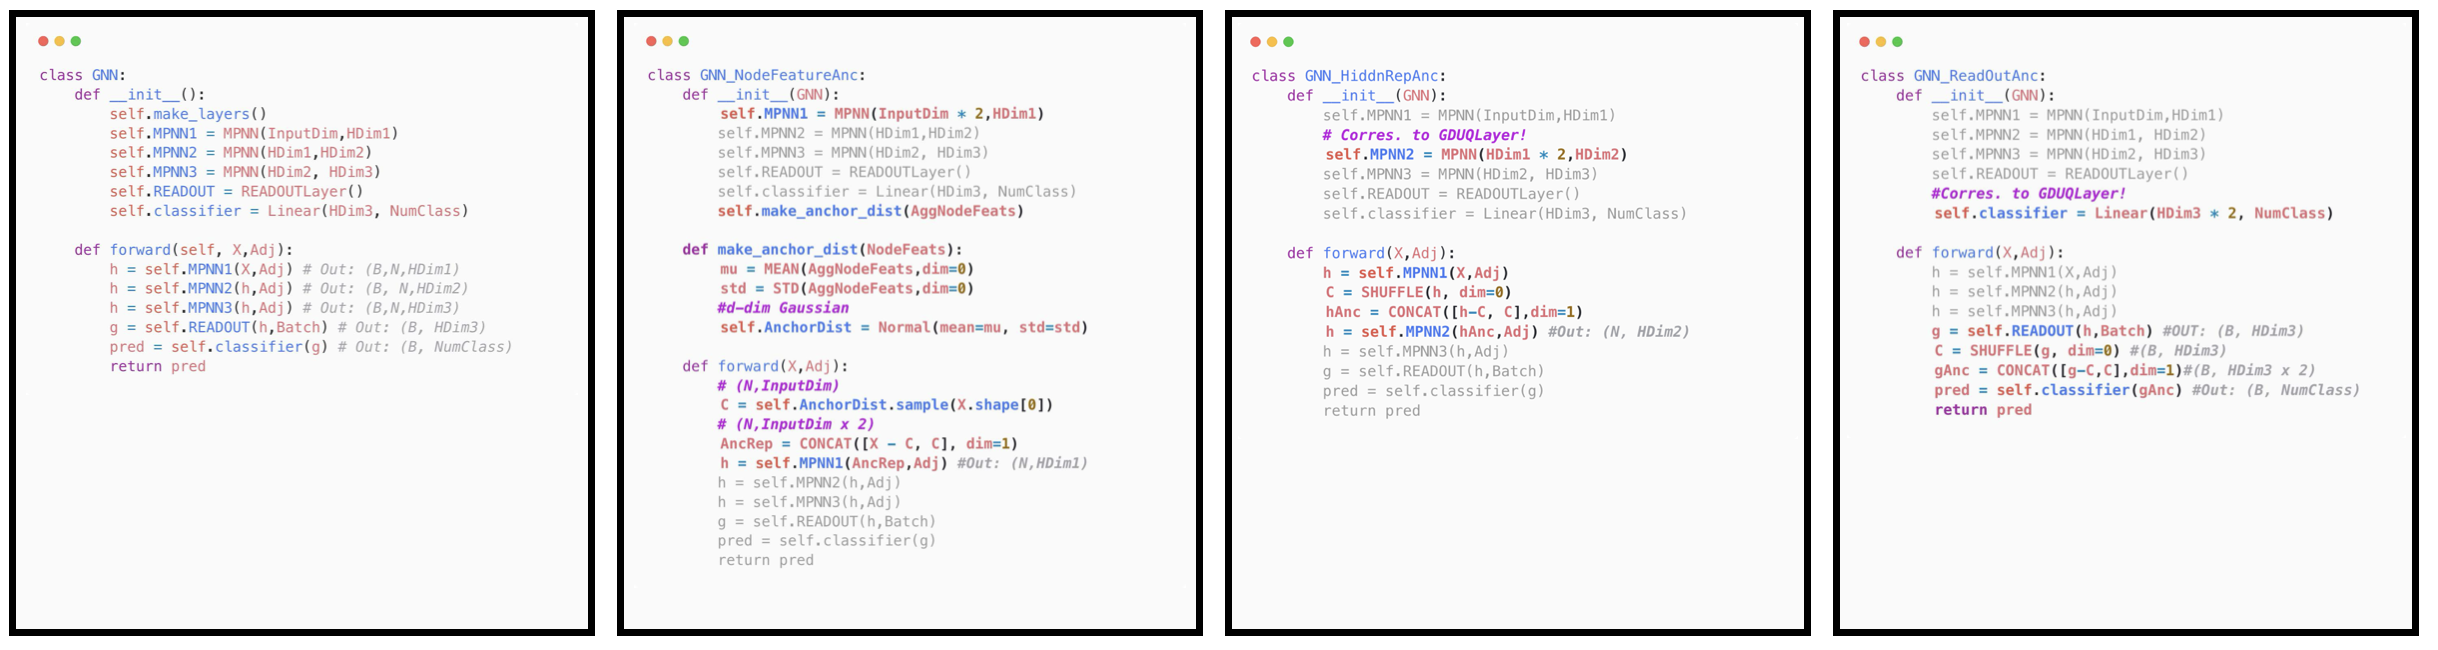 class GNN:
    def __init__():
        self.make_layers()
        self.MPNN1 = MPNN(InputDim,HDim1)
        self.MPNN2 = MPNN(HDim1,HDim2)
        self.MPNN3 = MPNN(HDim2, HDim3)
        self.READOUT = READOUTLayer()
        self.classifier = Linear(HDim3, NumClass)
    def forward(self, X,Adj):
        h = self.MPNN1(X,Adj) # Out: (B,N,HDim1)
        h = self.MPNN2(h,Adj) # Out: (B, N,HDim2)
        h = self.MPNN3(h,Adj) # Out: (B,N,HDim3)
        g = self.READOUT(h,Batch) # Out: (B, HDim3)
        pred = self.classifier(g) # Out: (B, NumClass)
        return pred
class GNN_NodeFeatureAnc:
    def __init__(GNN):
        self.MPNN1 = MPNN(InputDim * 2,HDim1)
        self.MPNN2 = MPNN(HDim1,HDim2)
        self.MPNN3 = MPNN(HDim2, HDim3)
        self.READOUT = READOUTLayer()
        self.classifier = Linear(HDim3, NumClass)
        self.make_anchor_dist(AggNodeFeats)
    def make_anchor_dist(NodeFeats):
        mu = MEAN(AggNodeFeats,dim=0)
        std = STD(AggNodeFeats,dim=0)
        #d-dim Gaussian
        self.AnchorDist = Normal(mean=mu, std=std)
    def forward(X,Adj):
        # (N,InputDim)
        C = self.AnchorDist.sample(X.shape[0])
        # (N,InputDim x 2)
        AncRep = CONCAT([X - C, C], dim=1)
        h = self.MPNN1(AncRep,Adj) #Out: (N,HDim1)
        h = self.MPNN2(h,Adj)
        h = self.MPNN3(h,Adj)
        g = self.READOUT(h,Batch)
        pred = self.classifier(g)
        return pred
class GNN_HiddnRepAnc:
    def __init__(GNN):
        self.MPNN1 = MPNN(InputDim,HDim1)
        # Corres. to GDUQLayer!
        self.MPNN2 = MPNN(HDim1 * 2,HDim2)
        self.MPNN3 = MPNN(HDim2, HDim3)
        self.READOUT = READOUTLayer()
        self.classifier = Linear(HDim3, NumClass)
    def forward(X,Adj):
        h = self.MPNN1(X,Adj)
        C = SHUFFLE(h, dim=0)
        hAnc = CONCAT([h-C, C],dim=1)
        h = self.MPNN2(hAnc,Adj) #Out: (N, HDim2)
        h = self.MPNN3(h,Adj)
        g = self.READOUT(h,Batch)
        pred = self.classifier(g)
        return pred
class GNN_ReadOutAnc:
    def __init__(GNN):
        self.MPNN1 = MPNN(InputDim,HDim1)
        self.MPNN2 = MPNN(HDim1, HDim2)
        self.MPNN3 = MPNN(HDim2, HDim3)
        self.READOUT = READOUTLayer()
        #Corres. to GDUQLayer!
        self.classifier = Linear(HDim3 * 2, NumClass)
    def forward(X,Adj):
        h = self.MPNN1(X,Adj)
        h = self.MPNN2(h,Adj)
        h = self.MPNN3(h,Adj)
        g = self.READOUT(h,Batch) #OUT: (B, HDim3)
        C = SHUFFLE(g, dim=0) #(B, HDim3)
        gAnc = CONCAT([g-C,C],dim=1)#(B, HDim3 x 2)
        pred = self.classifier(gAnc) #Out: (B, NumClass)
        return pred